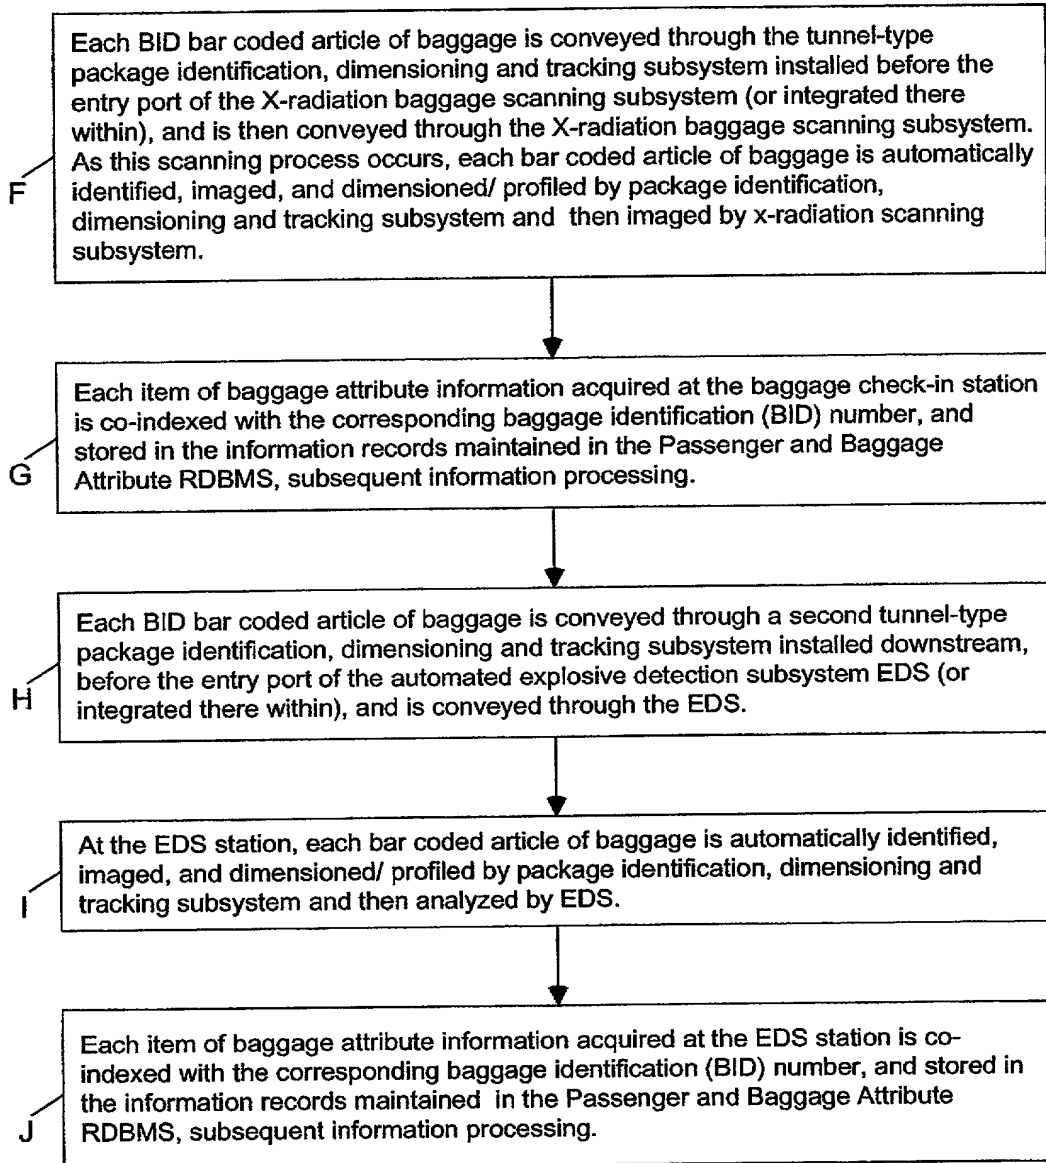 Each BID bar coded article of baggage is conveyed through the tunnel-type
package identification, dimensioning and tracking subsystem installed before the
entry port of the X-radiation baggage scanning subsystem (or integrated there
within), and is then conveyed through the X-radiation baggage scanning subsystem.
As this scanning process occurs, each bar coded article of baggage is automatically
identified, imaged, and dimensioned/ profiled by package identification,
dimensioning and tracking subsystem and then imaged by x-radiation scanning
subsystem.
F
Each item of baggage attribute information acquired at the baggage check-in station
is co-indexed with the corresponding baggage identification (BID) number, and
stored in the information records maintained in the Passenger and Baggage
Attribute RDBMS, subsequent information processing.
G
Each BID bar coded article of baggage is conveyed through a second tunnel-type
package identification, dimensioning and tracking subsystem installed downstream,
before the entry port of the automated explosive detection subsystem EDS (or
integrated there within), and is conveyed through the EDS.
H
At the EDS station, each bar coded article of baggage is automatically identified,
imaged, and dimensioned/ profiled by package identification, dimensioning and
tracking subsystem and then analyzed by EDS.
I
Each item of baggage attribute information acquired at the EDS station is co-
indexed with the corresponding baggage identification (BID) number, and stored in
the information records maintained in the Passenger and Baggage Attribute
RDBMS, subsequent information processing.
J